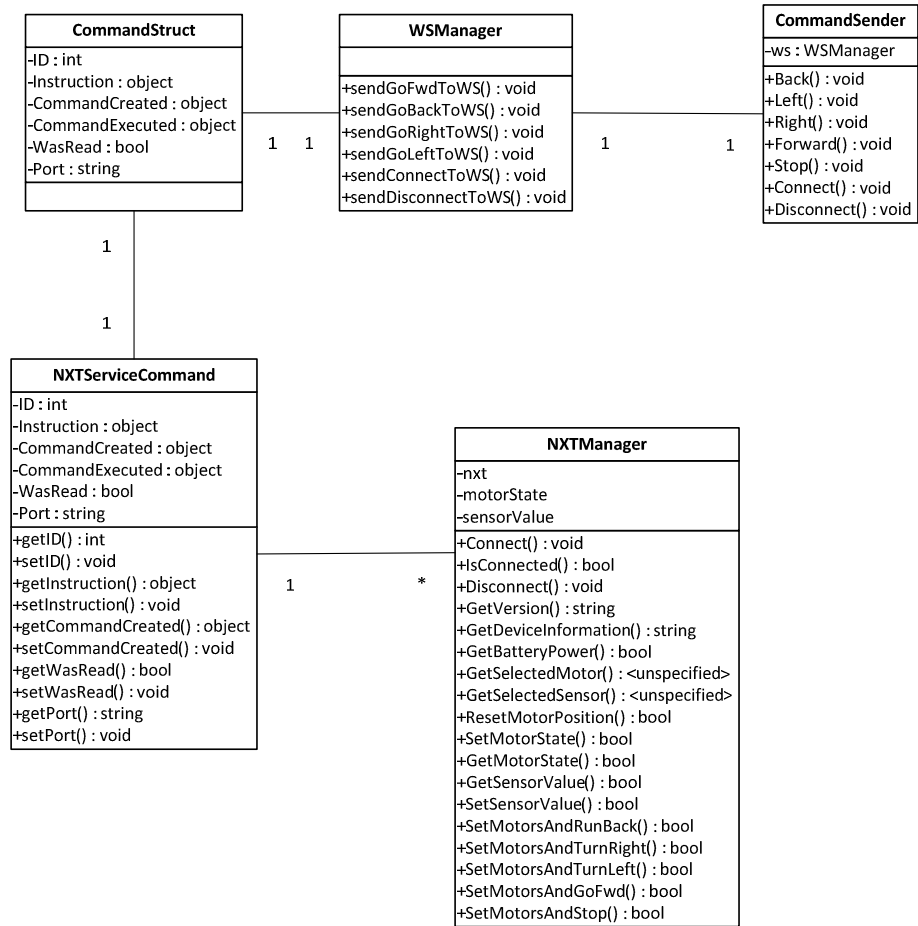 CommandStruct
-ID : int
-Instruction : object
-CommandCreated : object
-CommandExecuted : object
-WasRead : bool
-Port : string
WSManager
+sendGoFwdToWS() : void
+sendGoBackToWS() : void
+sendGoRightToWS() : void
+sendGoLeftToWS() : void
+sendConnectToWS() : void
+sendDisconnectToWS() : void
CommandSender
-ws : WSManager
+Back() : void
+Left() : void
+Right() : void
+Forward() : void
+Stop() : void
+Connect() : void
+Disconnect() : void
1 1
1 1
1
1
NXTServiceCommand
-ID : int
-Instruction : object
-CommandCreated : object
-CommandExecuted : object
-WasRead : bool
-Port : string
+getID() : int
+setID() : void
+getInstruction() : object
+setInstruction() : void
+getCommandCreated() : object
+setCommandCreated() : void
+getWasRead() : bool
+setWasRead() : void
+getPort() : string
+setPort() : void
1 *
NXTManager
-nxt
-motorState
-sensorValue
+Connect() : void
+IsConnected() : bool
+Disconnect() : void
+GetVersion() : string
+GetDeviceInformation() : string
+GetBatteryPower() : bool
+GetSelectedMotor() : <unspecified>
+GetSelectedSensor() : <unspecified>
+ResetMotorPosition() : bool
+SetMotorState() : bool
+GetMotorState() : bool
+GetSensorValue() : bool
+SetSensorValue() : bool
+SetMotorsAndRunBack() : bool
+SetMotorsAndTurnRight() : bool
+SetMotorsAndTurnLeft() : bool
+SetMotorsAndGoFwd() : bool
+SetMotorsAndStop() : bool